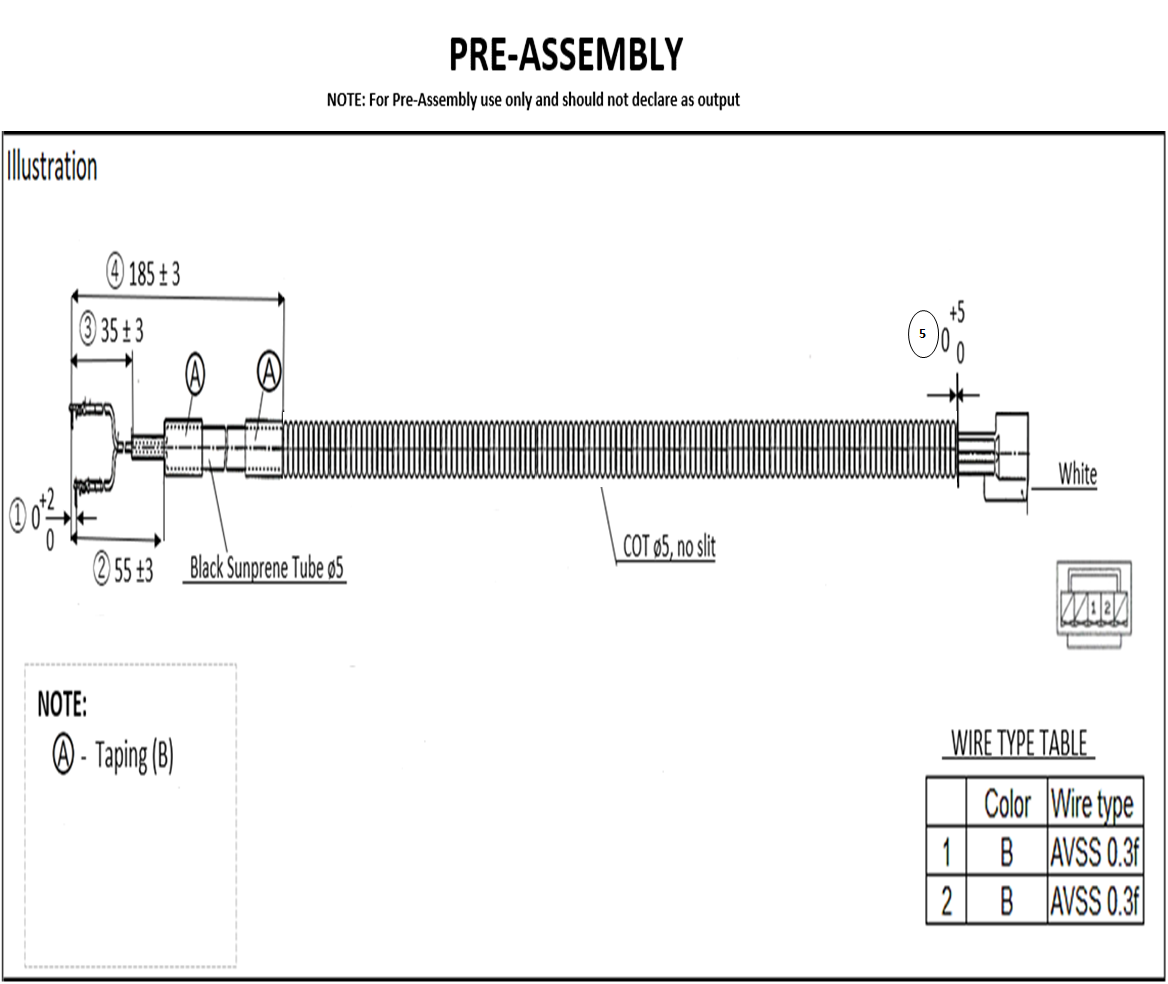 PRE-ASSEMBLY
NOTE: For Pre-Assembly use only and should not declare as output
Illustration
④ 185 ± 3
③ 35 ± 3
A
A
5 0 +5 0
① 0 +2 0
② 55 ±3
Black Sunprene Tube ø5
COT ø5, no slit
White
1 2
NOTE:
Ⓐ - Taping (B)
WIRE TYPE TABLE
Color Wire type
1 B AVSS 0.3f
2 B AVSS 0.3f